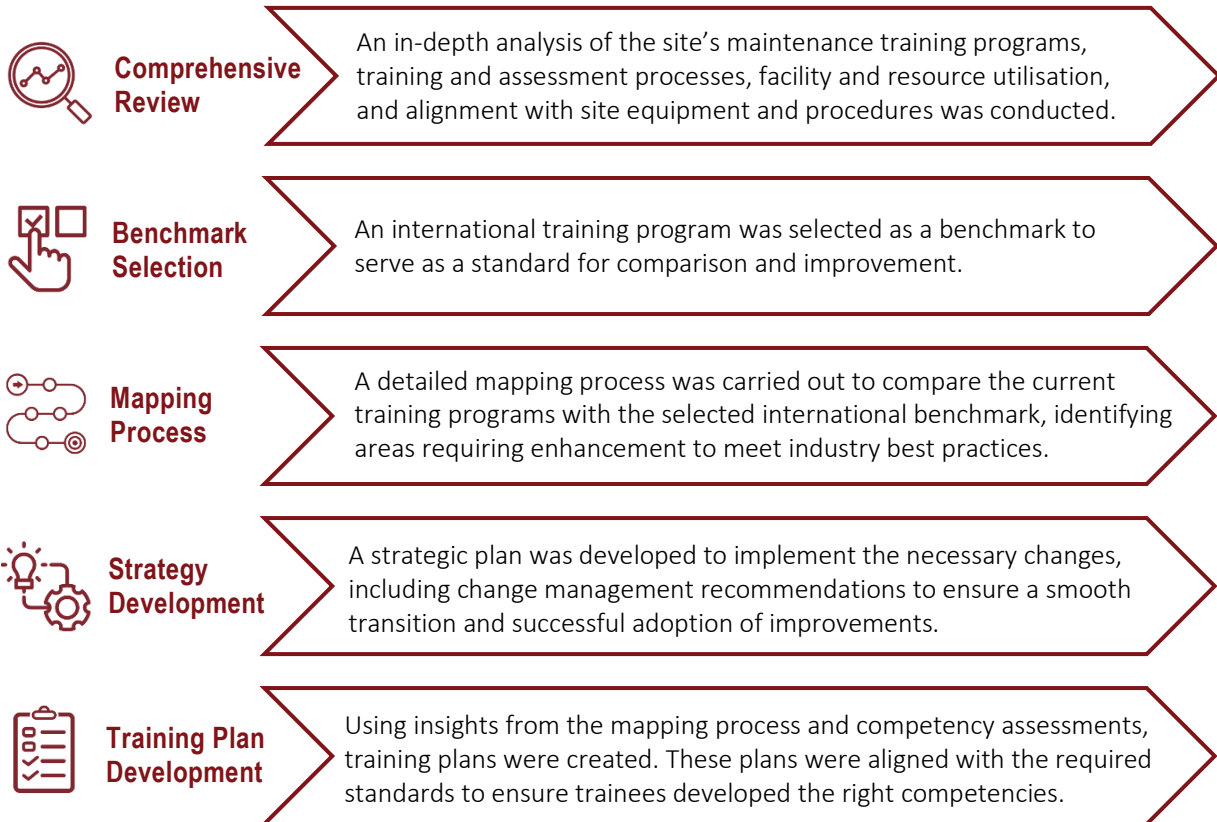 Comprehensive
Review
An in-depth analysis of the site’s maintenance training programs,
training and assessment processes, facility and resource utilisation,
and alignment with site equipment and procedures was conducted.
Benchmark
Selection
An international training program was selected as a benchmark to
serve as a standard for comparison and improvement.
Mapping
Process
A detailed mapping process was carried out to compare the current
training programs with the selected international benchmark, identifying
areas requiring enhancement to meet industry best practices.
Strategy
Development
A strategic plan was developed to implement the necessary changes,
including change management recommendations to ensure a smooth
transition and successful adoption of improvements.
Training Plan
Development
Using insights from the mapping process and competency assessments,
training plans were created. These plans were aligned with the required
standards to ensure trainees developed the right competencies.